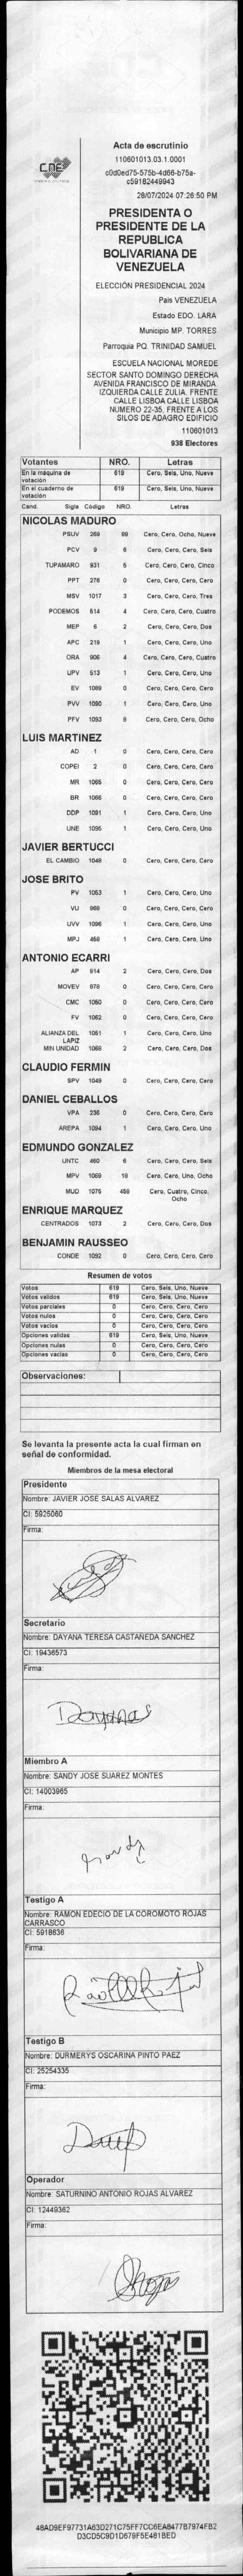 CNE
Acta de escrutinio
110601013.03.1.0001
c0d0ed75-575b-4d66-b75a-
c59182449943
28/07/2024 07:26:50 PM
PRESIDENTA O
PRESIDENTE DE LA
REPUBLICA
BOLIVARIANA DE
VENEZUELA
ELECCIÓN PRESIDENCIAL 2024
País VENEZUELA
Estado EDO. LARA
Municipio MP. TORRES
Parroquia PQ. TRINIDAD SAMUEL
ESCUELA NACIONAL MOREDE
SECTOR SANTO DOMINGO DERECHA
AVENIDA FRANCISCO DE MIRANDA.
IZQUIERDA CALLE ZULIA. FRENTE
CALLE LISBOA CALLE LISBOA
NUMERO 22-35, FRENTE A LOS
SILOS DE ADAGRO EDIFICIO
110601013
938 Electores
Votantes NRO. Letras
En la máquina de votación 619 Cero, Seis, Uno, Nueve
En el cuaderno de votación 619 Cero, Seis, Uno, Nueve
Cand. Sigla Código NRO. Letras
NICOLAS MADURO
PSUV 269 89 Cero, Cero, Ocho, Nueve
PCV 9 6 Cero, Cero, Cero, Seis
TUPAMARO 931 5 Cero, Cero, Cero, Cinco
PPT 276 0 Cero, Cero, Cero, Cero
MSV 1017 3 Cero, Cero, Cero, Tres
PODEMOS 514 4 Cero, Cero, Cero, Cuatro
MEP 6 2 Cero, Cero, Cero, Dos
APC 219 1 Cero, Cero, Cero, Uno
ORA 906 4 Cero, Cero, Cero, Cuatro
UPV 513 1 Cero, Cero, Cero, Uno
EV 1089 0 Cero, Cero, Cero, Cero
PVV 1090 1 Cero, Cero, Cero, Uno
PFV 1093 8 Cero, Cero, Cero, Ocho
LUIS MARTINEZ
AD 1 0 Cero, Cero, Cero, Cero
COPEI 2 0 Cero, Cero, Cero, Cero
MR 1065 0 Cero, Cero, Cero, Cero
BR 1066 0 Cero, Cero, Cero, Cero
DDP 1091 1 Cero, Cero, Cero, Uno
UNE 1095 1 Cero, Cero, Cero, Uno
JAVIER BERTUCCI
EL CAMBIO 1048 0 Cero, Cero, Cero, Cero
JOSE BRITO
PV 1053 1 Cero, Cero, Cero, Uno
VU 969 0 Cero, Cero, Cero, Cero
UVV 1096 1 Cero, Cero, Cero, Uno
MPJ 458 1 Cero, Cero, Cero, Uno
ANTONIO ECARRI
AP 914 2 Cero, Cero, Cero, Dos
MOVEV 978 0 Cero, Cero, Cero, Cero
CMC 1050 0 Cero, Cero, Cero, Cero
FV 1062 0 Cero, Cero, Cero, Cero
ALIANZA DEL LAPIZ 1051 1 Cero, Cero, Cero, Uno
MIN UNIDAD 1068 2 Cero, Cero, Cero, Dos
CLAUDIO FERMIN
SPV 1049 0 Cero, Cero, Cero, Cero
DANIEL CEBALLOS
VPA 236 0 Cero, Cero, Cero, Cero
AREPA 1094 1 Cero, Cero, Cero, Uno
EDMUNDO GONZALEZ
UNTC 460 6 Cero, Cero, Cero, Seis
MPV 1069 18 Cero, Cero, Uno, Ocho
MUD 1075 458 Cero, Cuatro, Cinco, Ocho
ENRIQUE MARQUEZ
CENTRADOS 1073 2 Cero, Cero, Cero, Dos
BENJAMIN RAUSSEO
CONDE 1092 0 Cero, Cero, Cero, Cero
Resumen de votos
Votos 619 Cero, Seis, Uno, Nueve
Votos validos 619 Cero, Seis, Uno, Nueve
Votos parciales 0 Cero, Cero, Cero, Cero
Votos nulos 0 Cero, Cero, Cero, Cero
Votos vacios 0 Cero, Cero, Cero, Cero
Opciones validas 619 Cero, Seis, Uno, Nueve
Opciones nulas 0 Cero, Cero, Cero, Cero
Opciones vacias 0 Cero, Cero, Cero, Cero
Observaciones:
Se levanta la presente acta la cual firman en
señal de conformidad.
Miembros de la mesa electoral
Presidente
Nombre: JAVIER JOSE SALAS ALVAREZ
CI: 5925060
Firma:
Secretario
Nombre: DAYANA TERESA CASTAÑEDA SANCHEZ
CI: 19436573
Firma:
Miembro A
Nombre: SANDY JOSE SUAREZ MONTES
CI: 14003965
Firma:
Testigo A
Nombre: RAMON EDECIO DE LA COROMOTO ROJAS
CARRASCO
CI: 5918636
Firma:
Testigo B
Nombre: DURMERYS OSCARINA PINTO PAEZ
CI: 25254335
Firma:
Operador
Nombre: SATURNINO ANTONIO ROJAS ALVAREZ
CI: 12449362
Firma:
48AD9EF97731A63D271C75FF7CC6EA8477B7974FB2
D3CD5C9D1D679F5E481BED